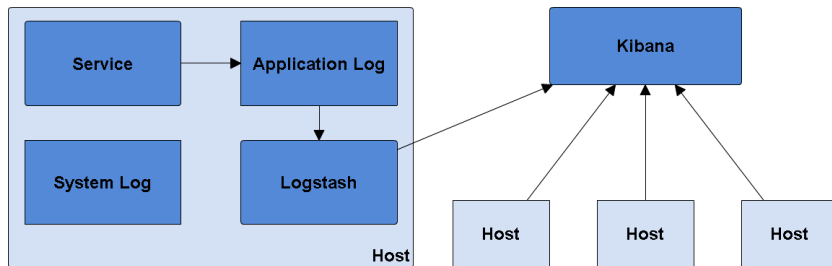 Service
Application Log
Kibana
System Log
Logstash
Host
Host
Host
Host